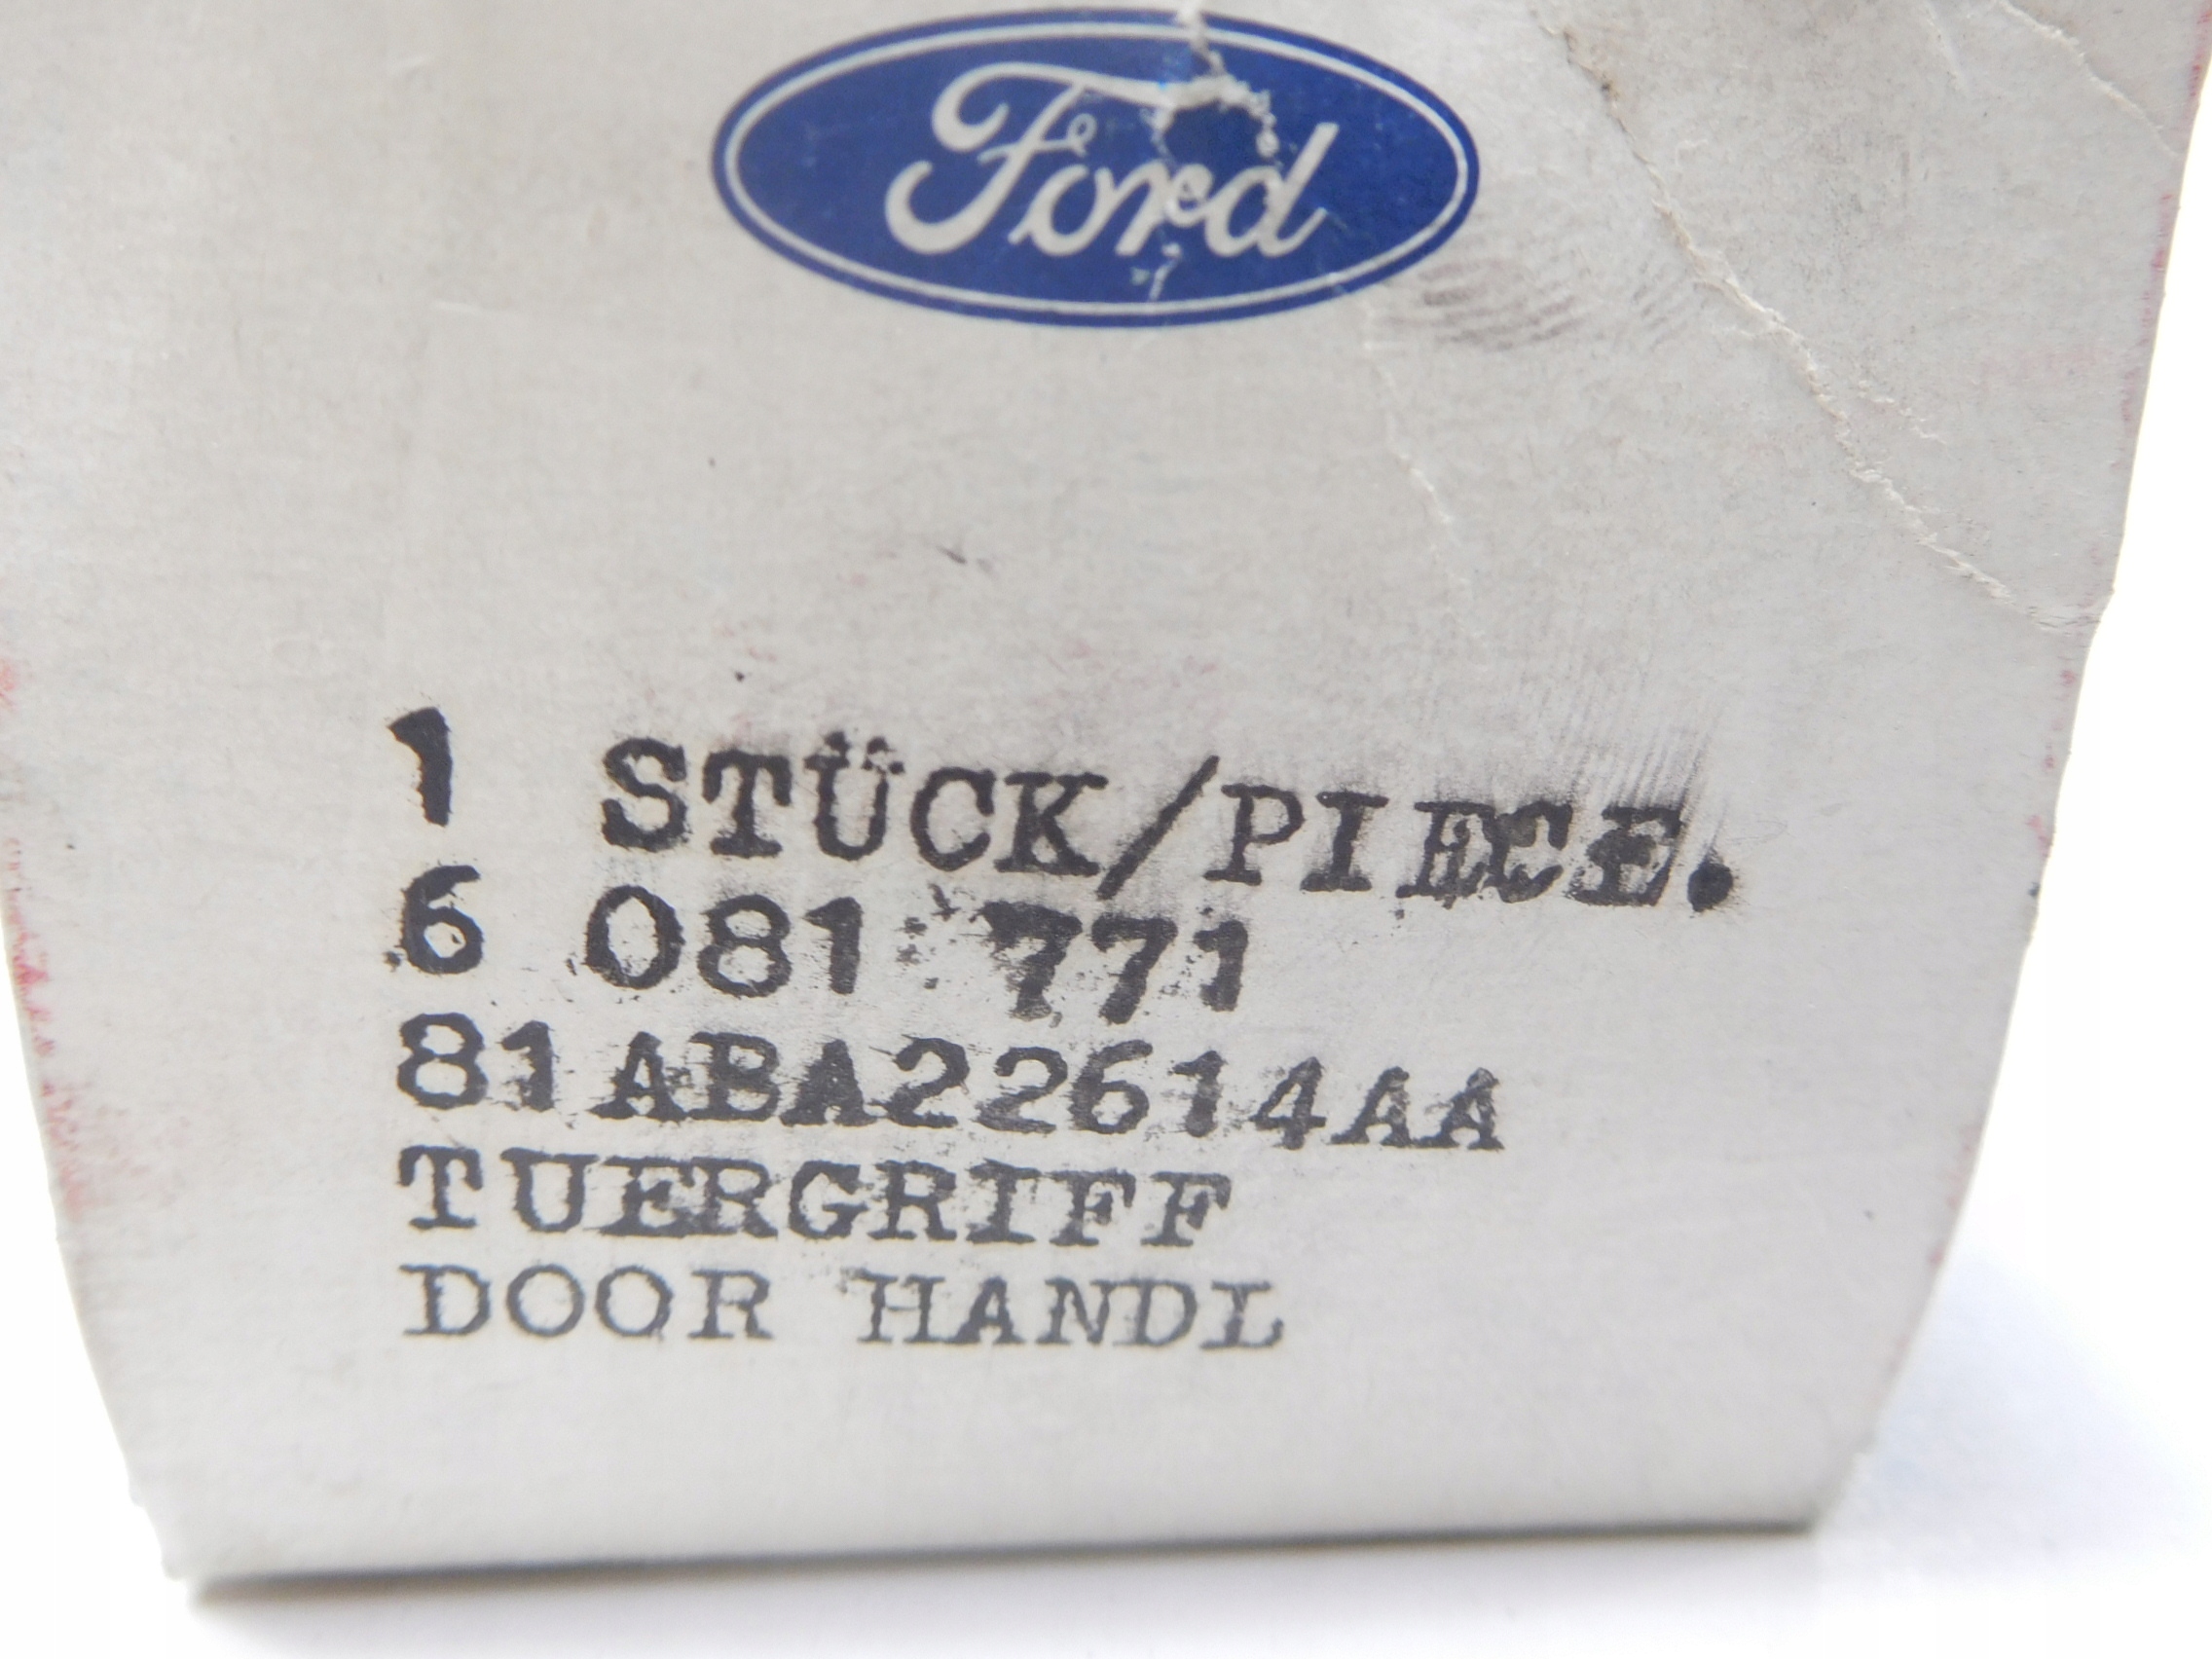 Ford
1 STÜCK/PIECE.
6 081 771
81ABA22614AA
TUERGRIFF
DOOR HANDL